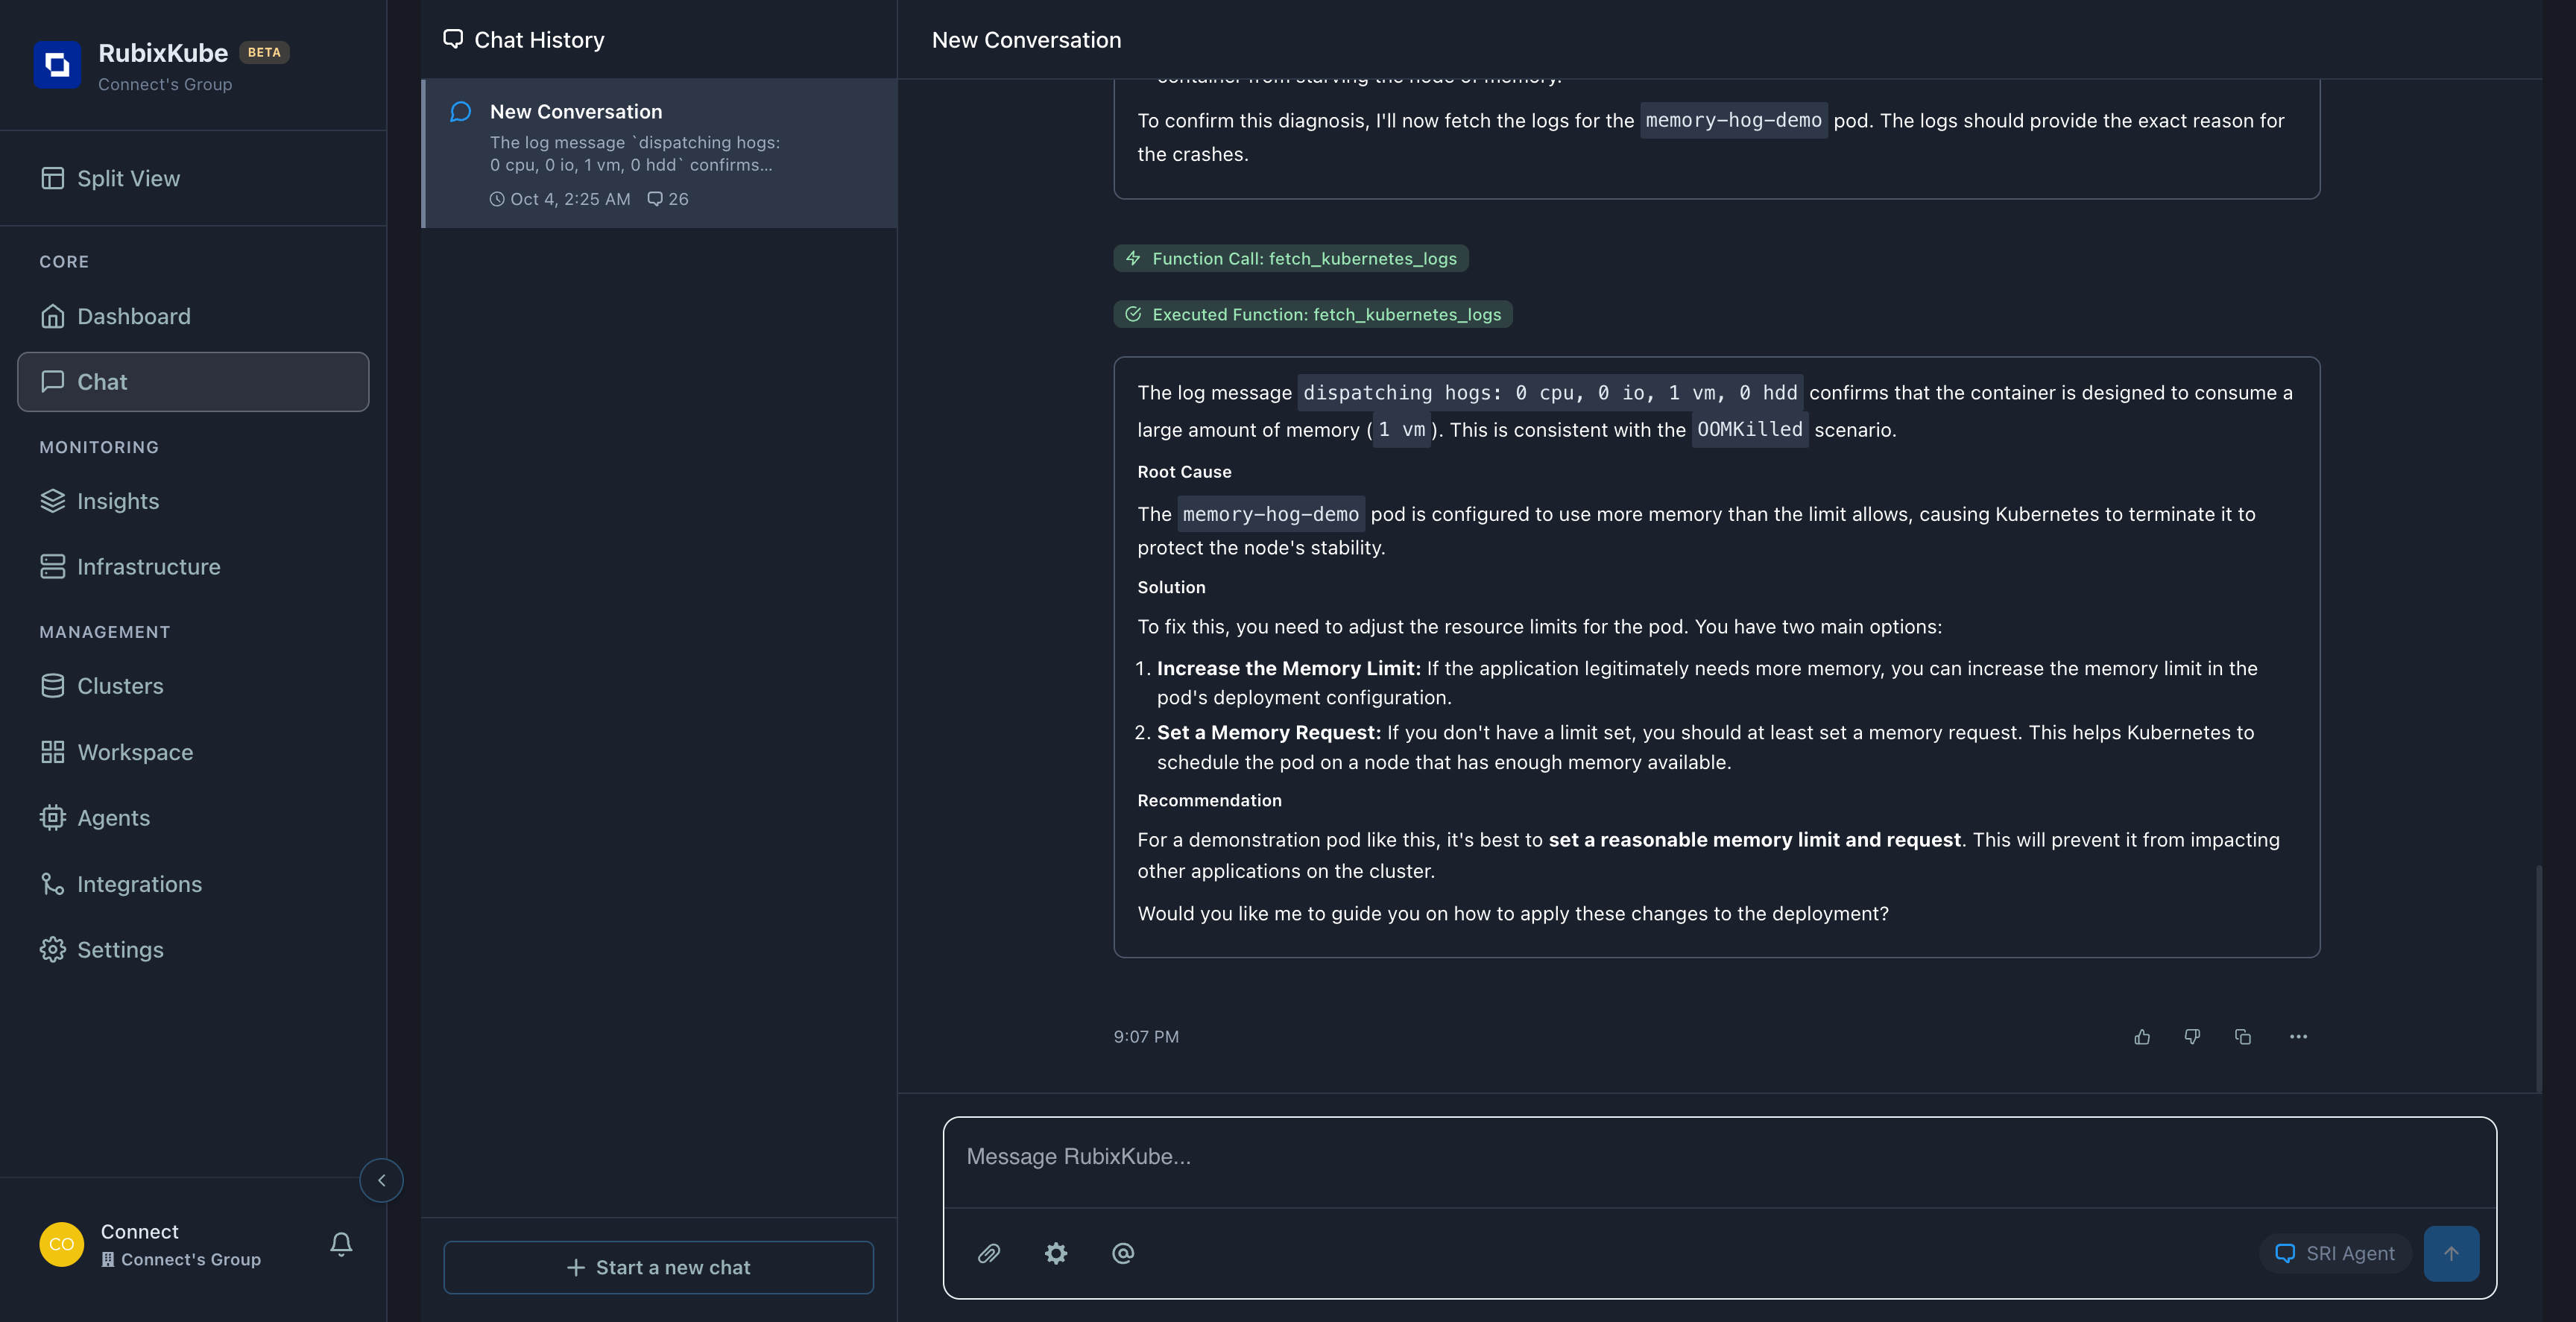 RubixKube BETA
Connect's Group
Split View
CORE
Dashboard
Chat
MONITORING
Insights
Infrastructure
MANAGEMENT
Clusters
Workspace
Agents
Integrations
Settings
CO
Connect
Connect's Group
Chat History
New Conversation
The log message `dispatching hogs:
0 cpu, 0 io, 1 vm, 0 hdd` confirms...
Oct 4, 2:25 AM 26
Start a new chat
New Conversation
container from starving the node of memory.
To confirm this diagnosis, I'll now fetch the logs for the memory-hog-demo pod. The logs should provide the exact reason for
the crashes.
Function Call: fetch_kubernetes_logs
Executed Function: fetch_kubernetes_logs
The log message dispatching hogs: 0 cpu, 0 io, 1 vm, 0 hdd confirms that the container is designed to consume a
large amount of memory (1 vm). This is consistent with the OOMKilled scenario.
Root Cause
The memory-hog-demo pod is configured to use more memory than the limit allows, causing Kubernetes to terminate it to
protect the node's stability.
Solution
To fix this, you need to adjust the resource limits for the pod. You have two main options:
1. Increase the Memory Limit: If the application legitimately needs more memory, you can increase the memory limit in the
pod's deployment configuration.
2. Set a Memory Request: If you don't have a limit set, you should at least set a memory request. This helps Kubernetes to
schedule the pod on a node that has enough memory available.
Recommendation
For a demonstration pod like this, it's best to set a reasonable memory limit and request. This will prevent it from impacting
other applications on the cluster.
Would you like me to guide you on how to apply these changes to the deployment?
9:07 PM
Message RubixKube...
SRI Agent